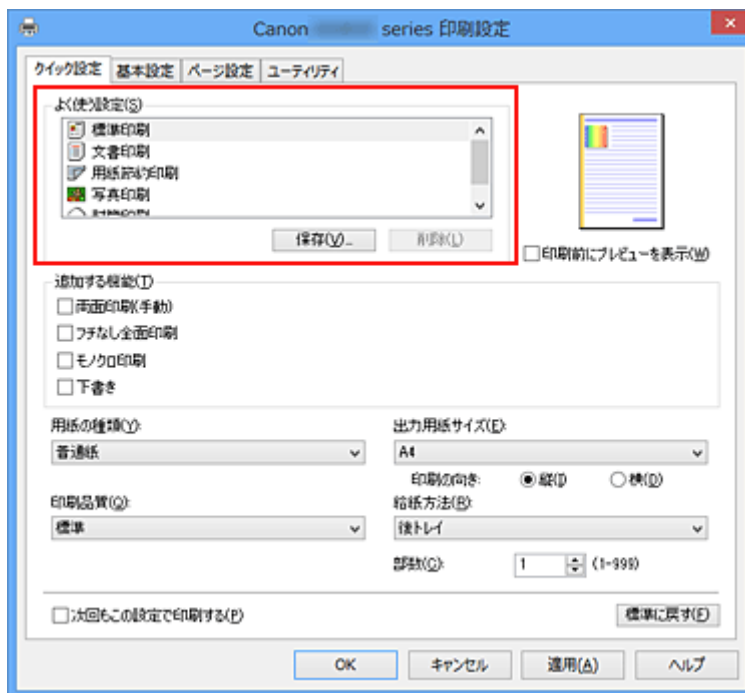 Canon series 印刷設定
クイック設定 基本設定 ページ設定 ユーティリティ
よく使う設定(S)
標準印刷
文書印刷
用紙節約印刷
写真印刷
保存(V)... 削除(L)
印刷前にプレビューを表示(W)
追加する機能(T)
両面印刷(手動)
フチなし全面印刷
モノクロ印刷
下書き
用紙の種類(Y): 出力用紙サイズ(E):
普通紙 A4
印刷の向き: 縦(I) 横(D)
印刷品質(Q): 給紙方法(R):
標準 後トレイ
部数(C): 1 (1-999)
次回もこの設定で印刷する(P) 標準に戻す(F)
OK キャンセル 適用(A) ヘルプ